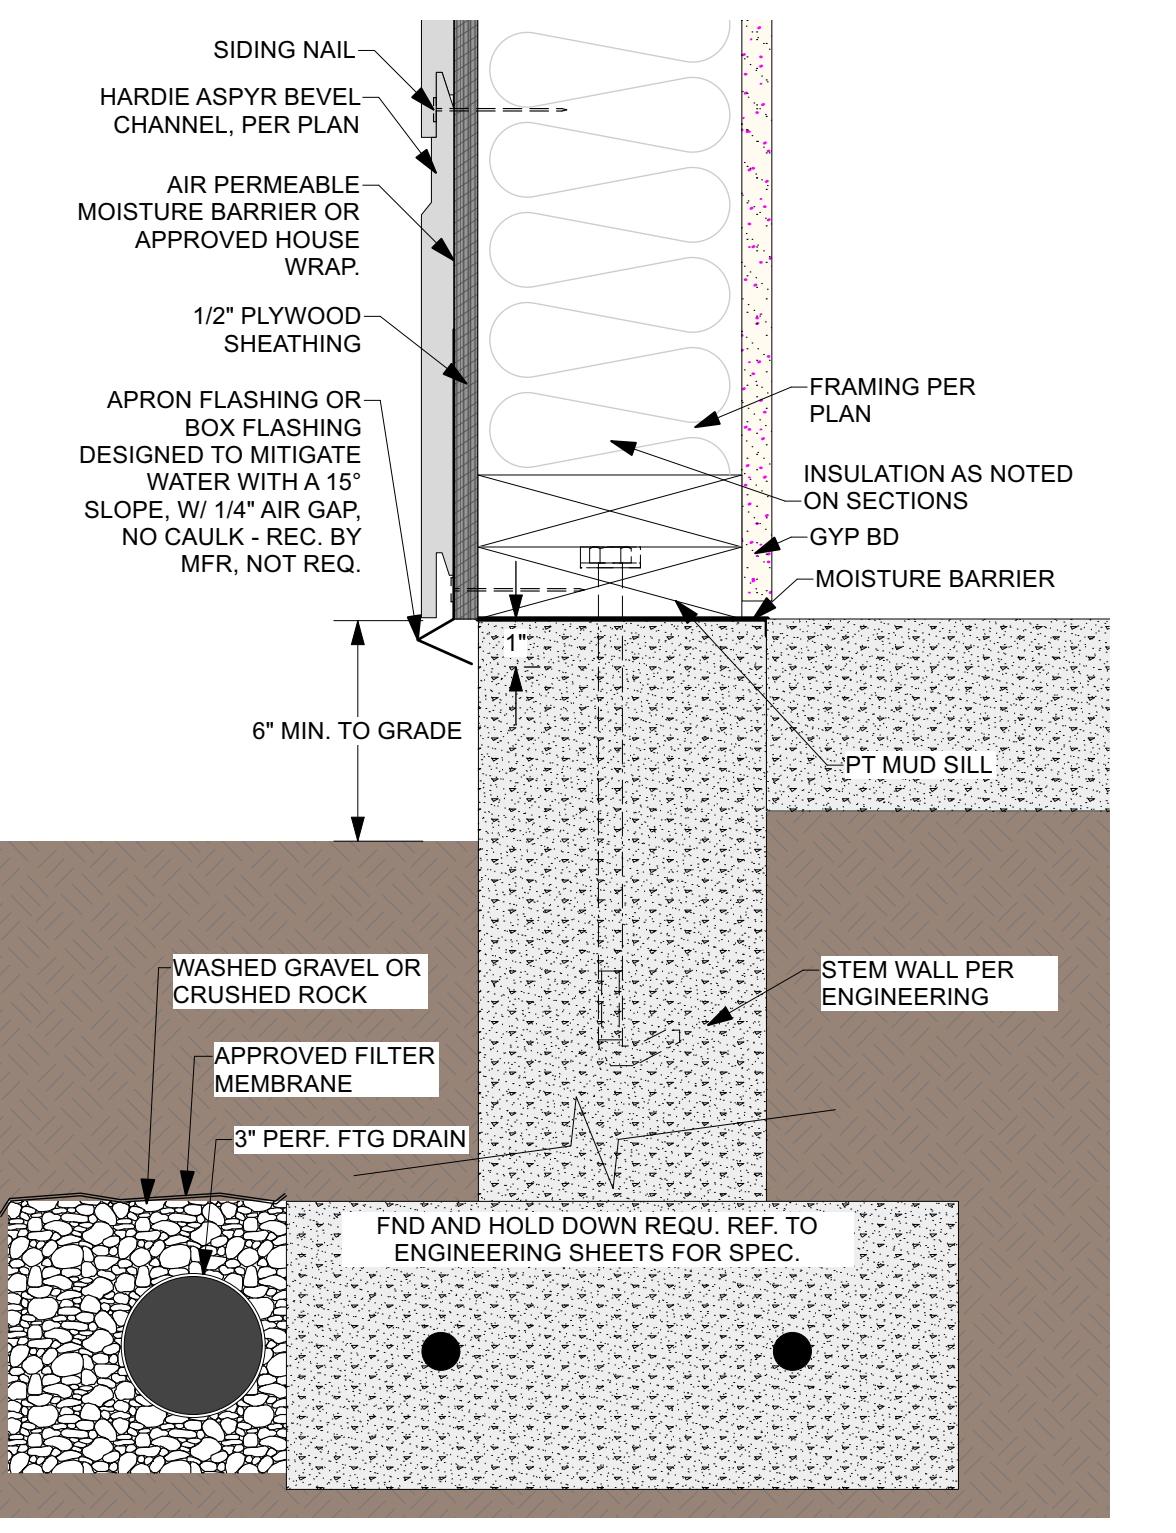 SIDING NAIL
HARDIE ASPYR BEVEL
CHANNEL, PER PLAN
AIR PERMEABLE
MOISTURE BARRIER OR
APPROVED HOUSE
WRAP.
1/2" PLYWOOD
SHEATHING
APRON FLASHING OR
BOX FLASHING
DESIGNED TO MITIGATE
WATER WITH A 15°
SLOPE, W/ 1/4" AIR GAP,
NO CAULK - REC. BY
MFR, NOT REQ.
FRAMING PER
PLAN
INSULATION AS NOTED
ON SECTIONS
GYP BD
MOISTURE BARRIER
1"
6" MIN. TO GRADE
PT MUD SILL
WASHED GRAVEL OR
CRUSHED ROCK
STEM WALL PER
ENGINEERING
APPROVED FILTER
MEMBRANE
3" PERF. FTG DRAIN
FND AND HOLD DOWN REQU. REF. TO
ENGINEERING SHEETS FOR SPEC.